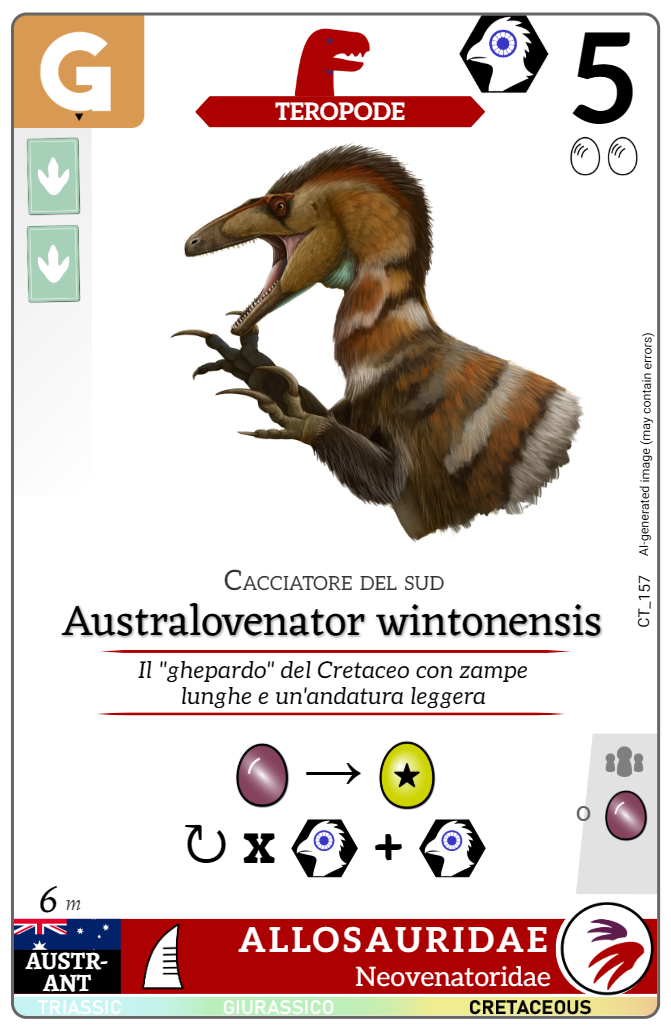 G
TEROPODE
5
AI-generated image (may contain errors)
CT_157
Cacciatore del sud
Australovenator wintonensis
Il "ghepardo" del Cretaceo con zampe
lunghe e un'andatura leggera
→
↻ x + 
o
6 m
AUSTR-
ANT
ALLOSAURIDAE
Neovenatoridae
TRIASSIC GIURASSICO CRETACEOUS